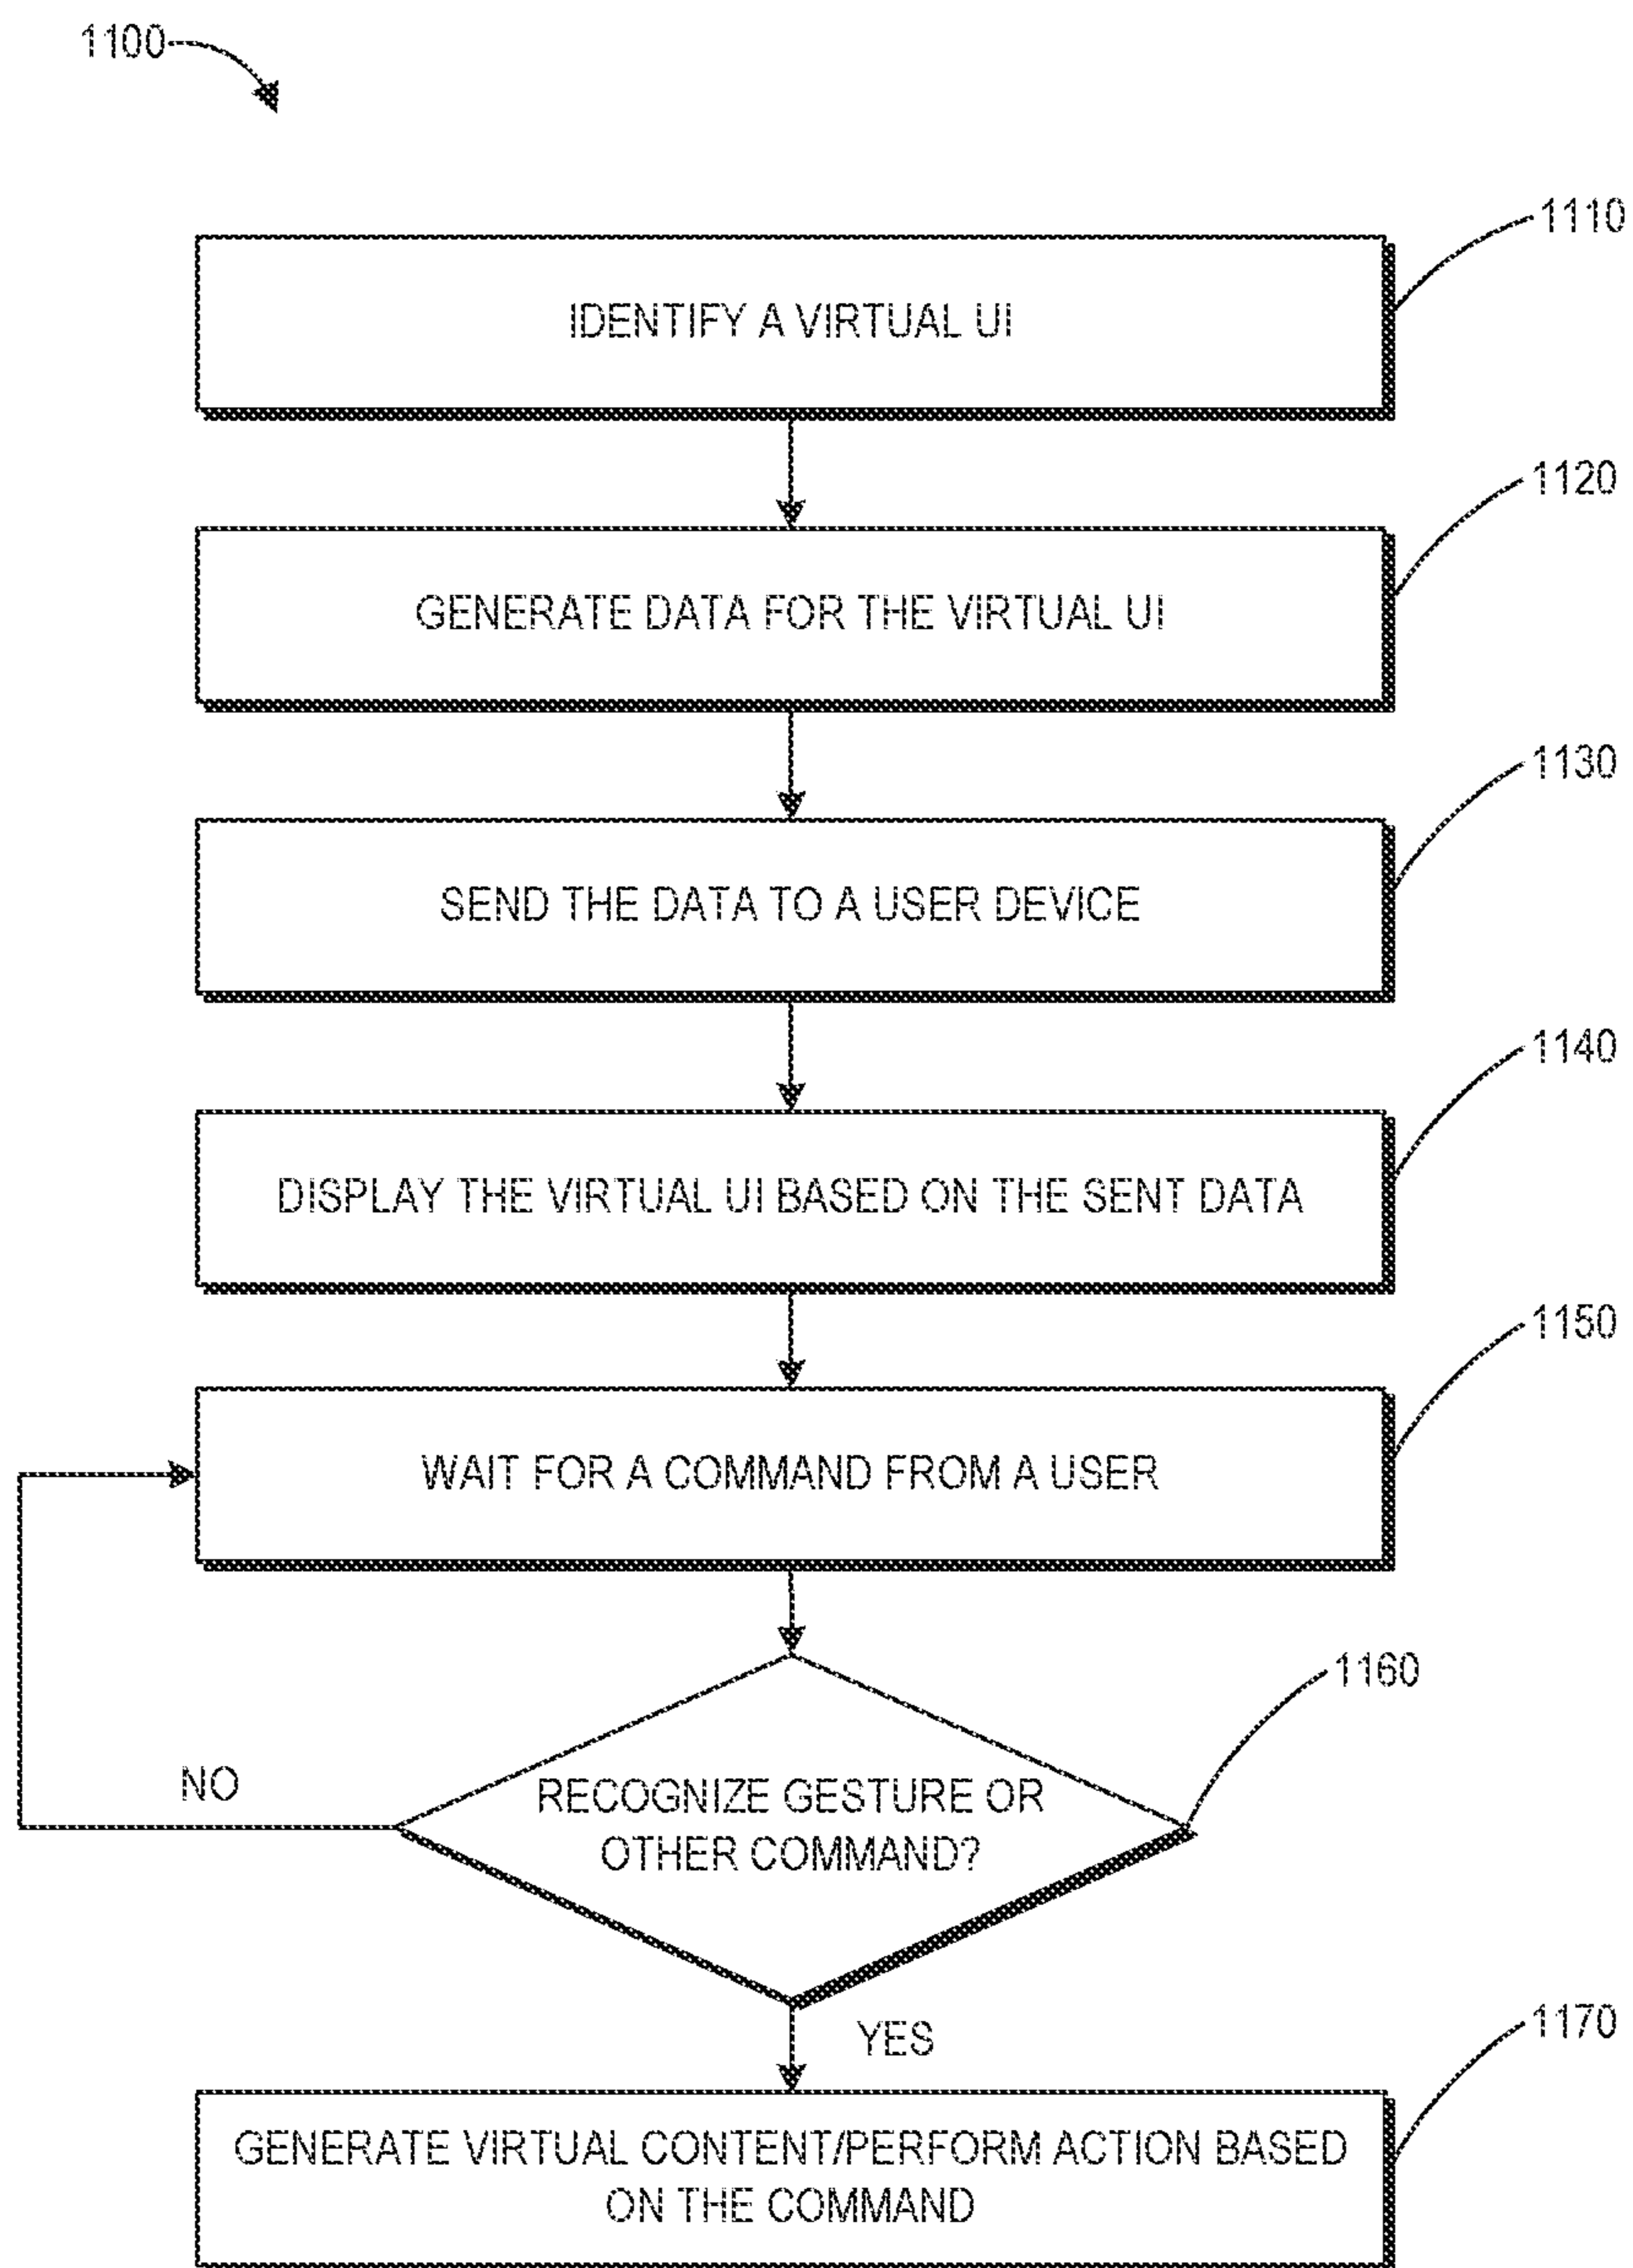 1100
1110
IDENTIFY A VIRTUAL UI
1120
GENERATE DATA FOR THE VIRTUAL UI
1130
SEND THE DATA TO A USER DEVICE
1140
DISPLAY THE VIRTUAL UI BASED ON THE SENT DATA
1150
WAIT FOR A COMMAND FROM A USER
1160
NO
RECOGNIZE GESTURE OR
OTHER COMMAND?
YES
1170
GENERATE VIRTUAL CONTENT/PERFORM ACTION BASED
ON THE COMMAND